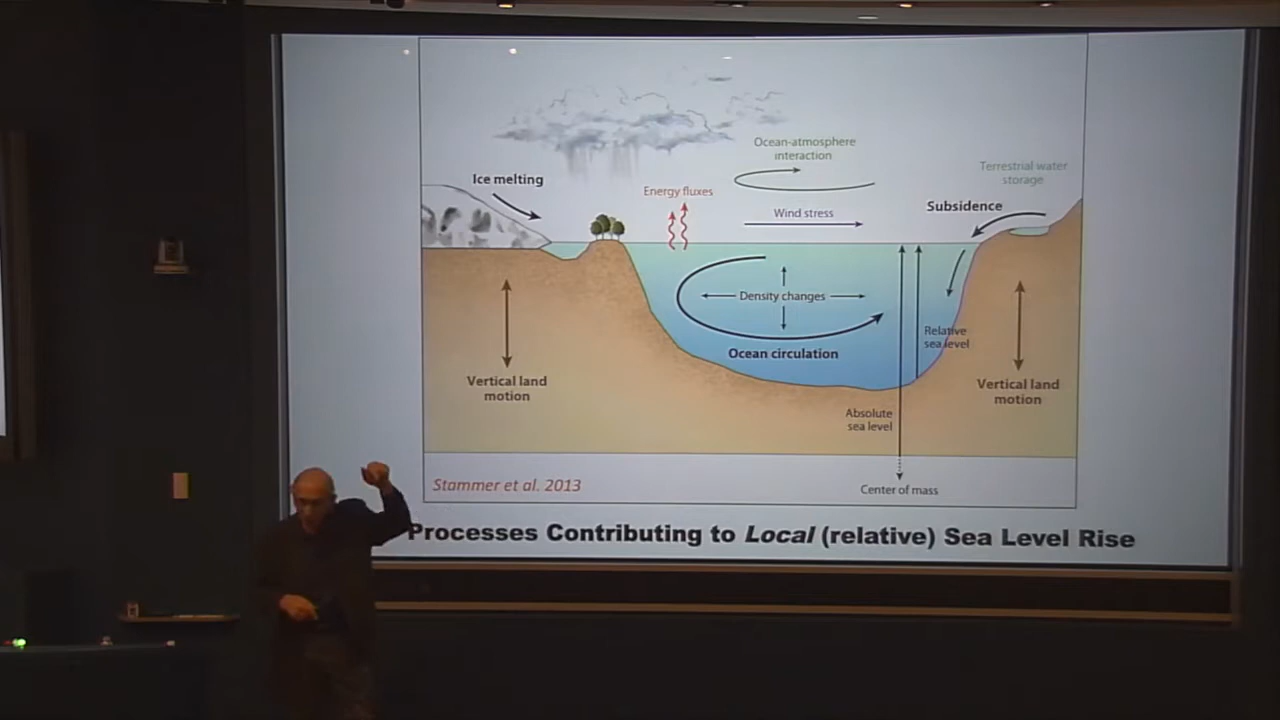 Ocean-atmosphere
interaction
Ice melting
Terrestrial water
storage
Energy fluxes
Wind stress
Subsidence
Density changes
Relative
sea level
Ocean circulation
Vertical land
motion
Vertical land
motion
Absolute
sea level
Stammer et al. 2013
Center of mass
Processes Contributing to Local (relative) Sea Level Rise